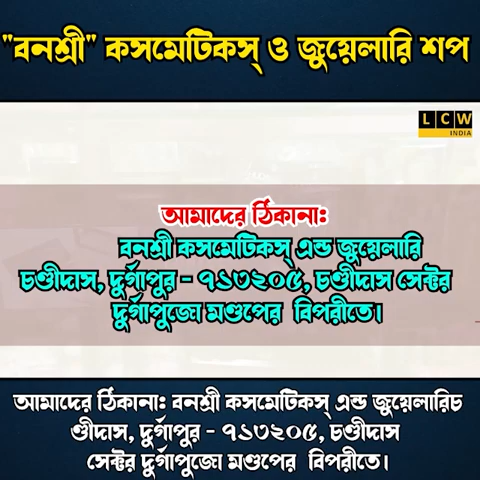 "বনশ্রী" কসমেটিকস্ ও জুয়েলারি শপ
LCW
INDIA
আমাদের ঠিকানা:
বনশ্রী কসমেটিকস্ এন্ড জুয়েলারি
চণ্ডীদাস, দুর্গাপুর - ৭১৩২০৫, চণ্ডীদাস সেক্টর
দুর্গাপুজো মণ্ডপের বিপরীতে।
আমাদের ঠিকানা: বনশ্রী কসমেটিকস্ এন্ড জুয়েলারিচ
ণ্ডীদাস, দুর্গাপুর - ৭১৩২০৫, চণ্ডীদাস
সেক্টর দুর্গাপুজো মণ্ডপের বিপরীতে।